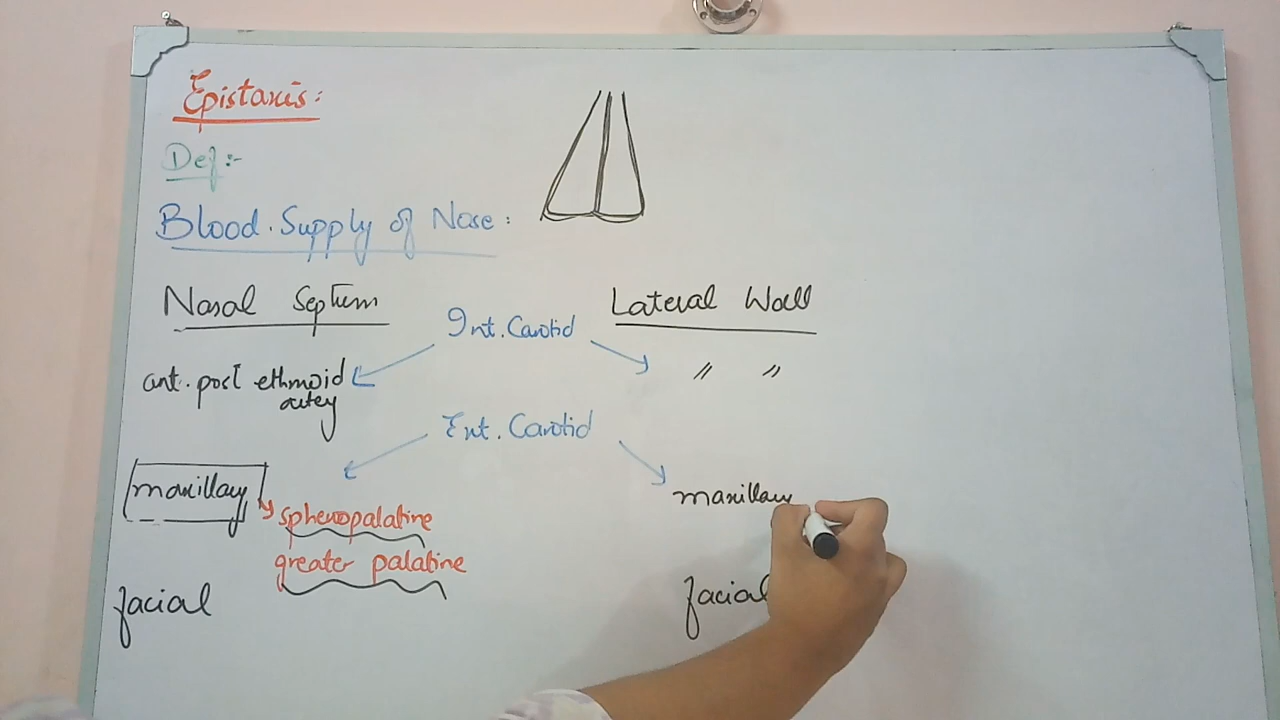 Epistaxis:
Def:-
Blood. Supply of Nose:
Nasal Septum
Lateral Wall
Int. Carotid
ant. post ethmoid
artey
〃 〃
Ext. Carotid
maxillary
maxillary
sphenopalatine
greater palatine
facial
facial